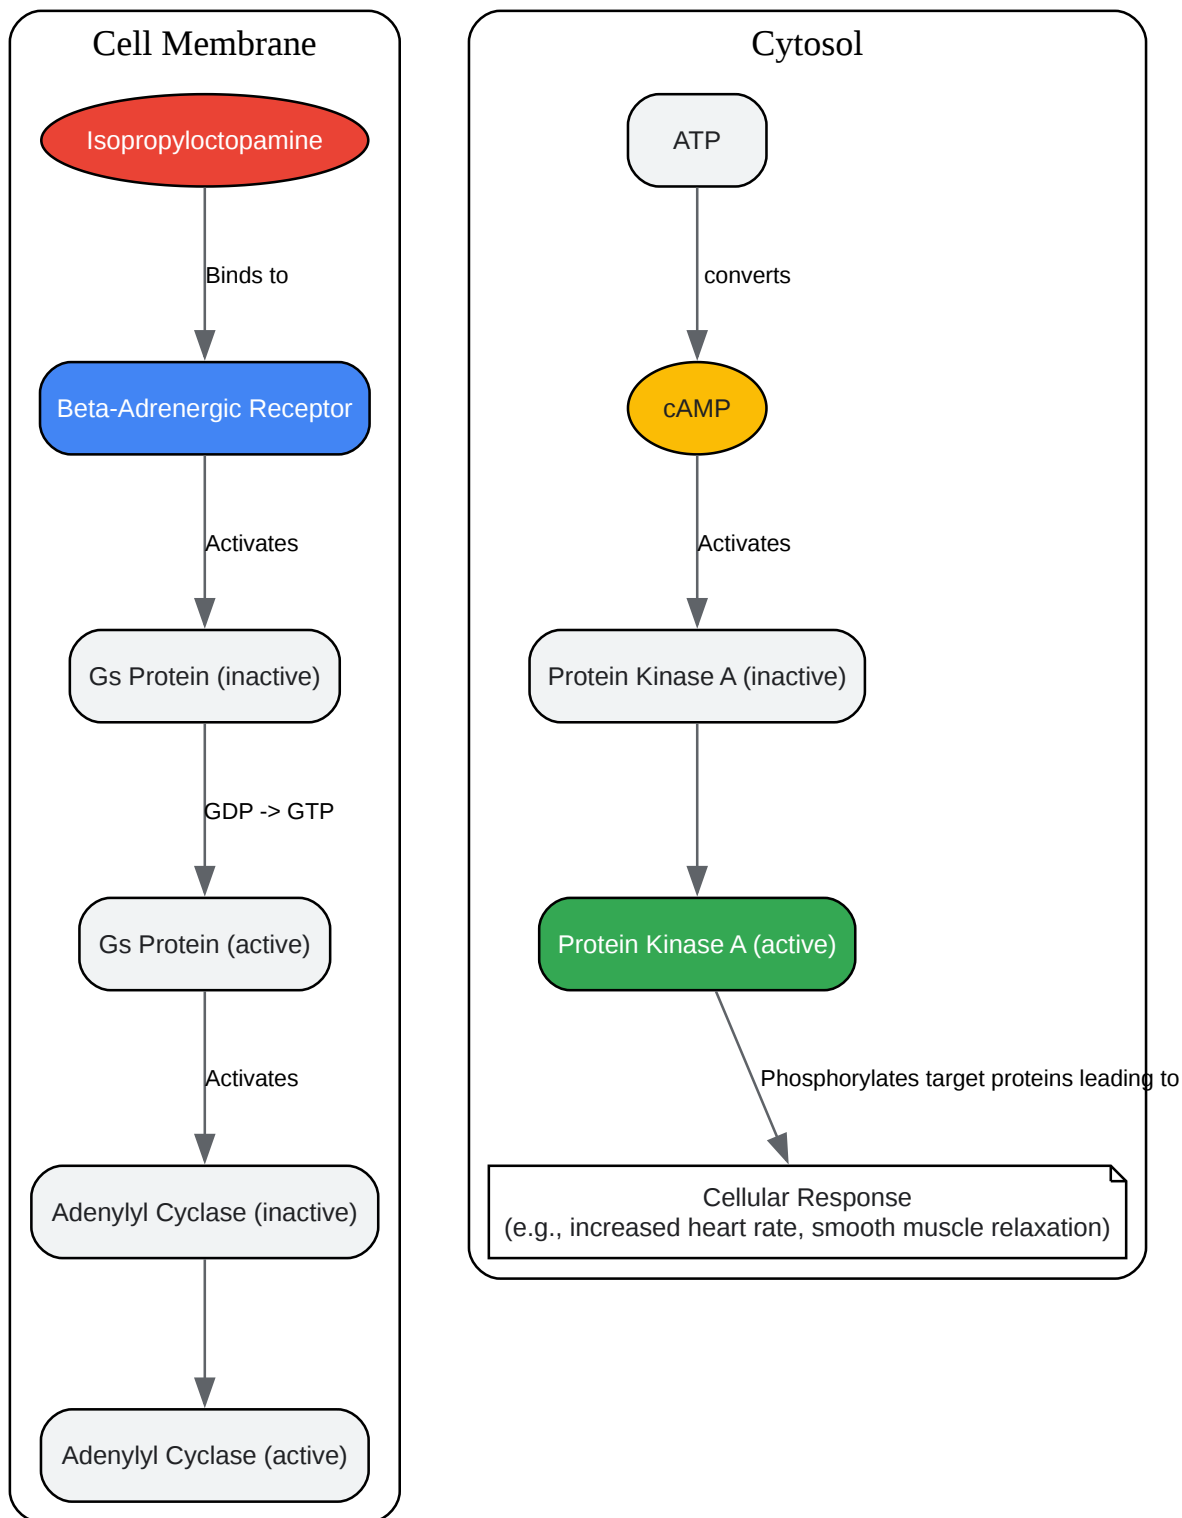 Cell Membrane
Isopropyloctopamine
Binds to
Beta-Adrenergic Receptor
Activates
Gs Protein (inactive)
GDP -> GTP
Gs Protein (active)
Activates
Adenylyl Cyclase (inactive)
Adenylyl Cyclase (active)
Cytosol
ATP
converts
cAMP
Activates
Protein Kinase A (inactive)
Protein Kinase A (active)
Phosphorylates target proteins leading to
Cellular Response
(e.g., increased heart rate, smooth muscle relaxation)